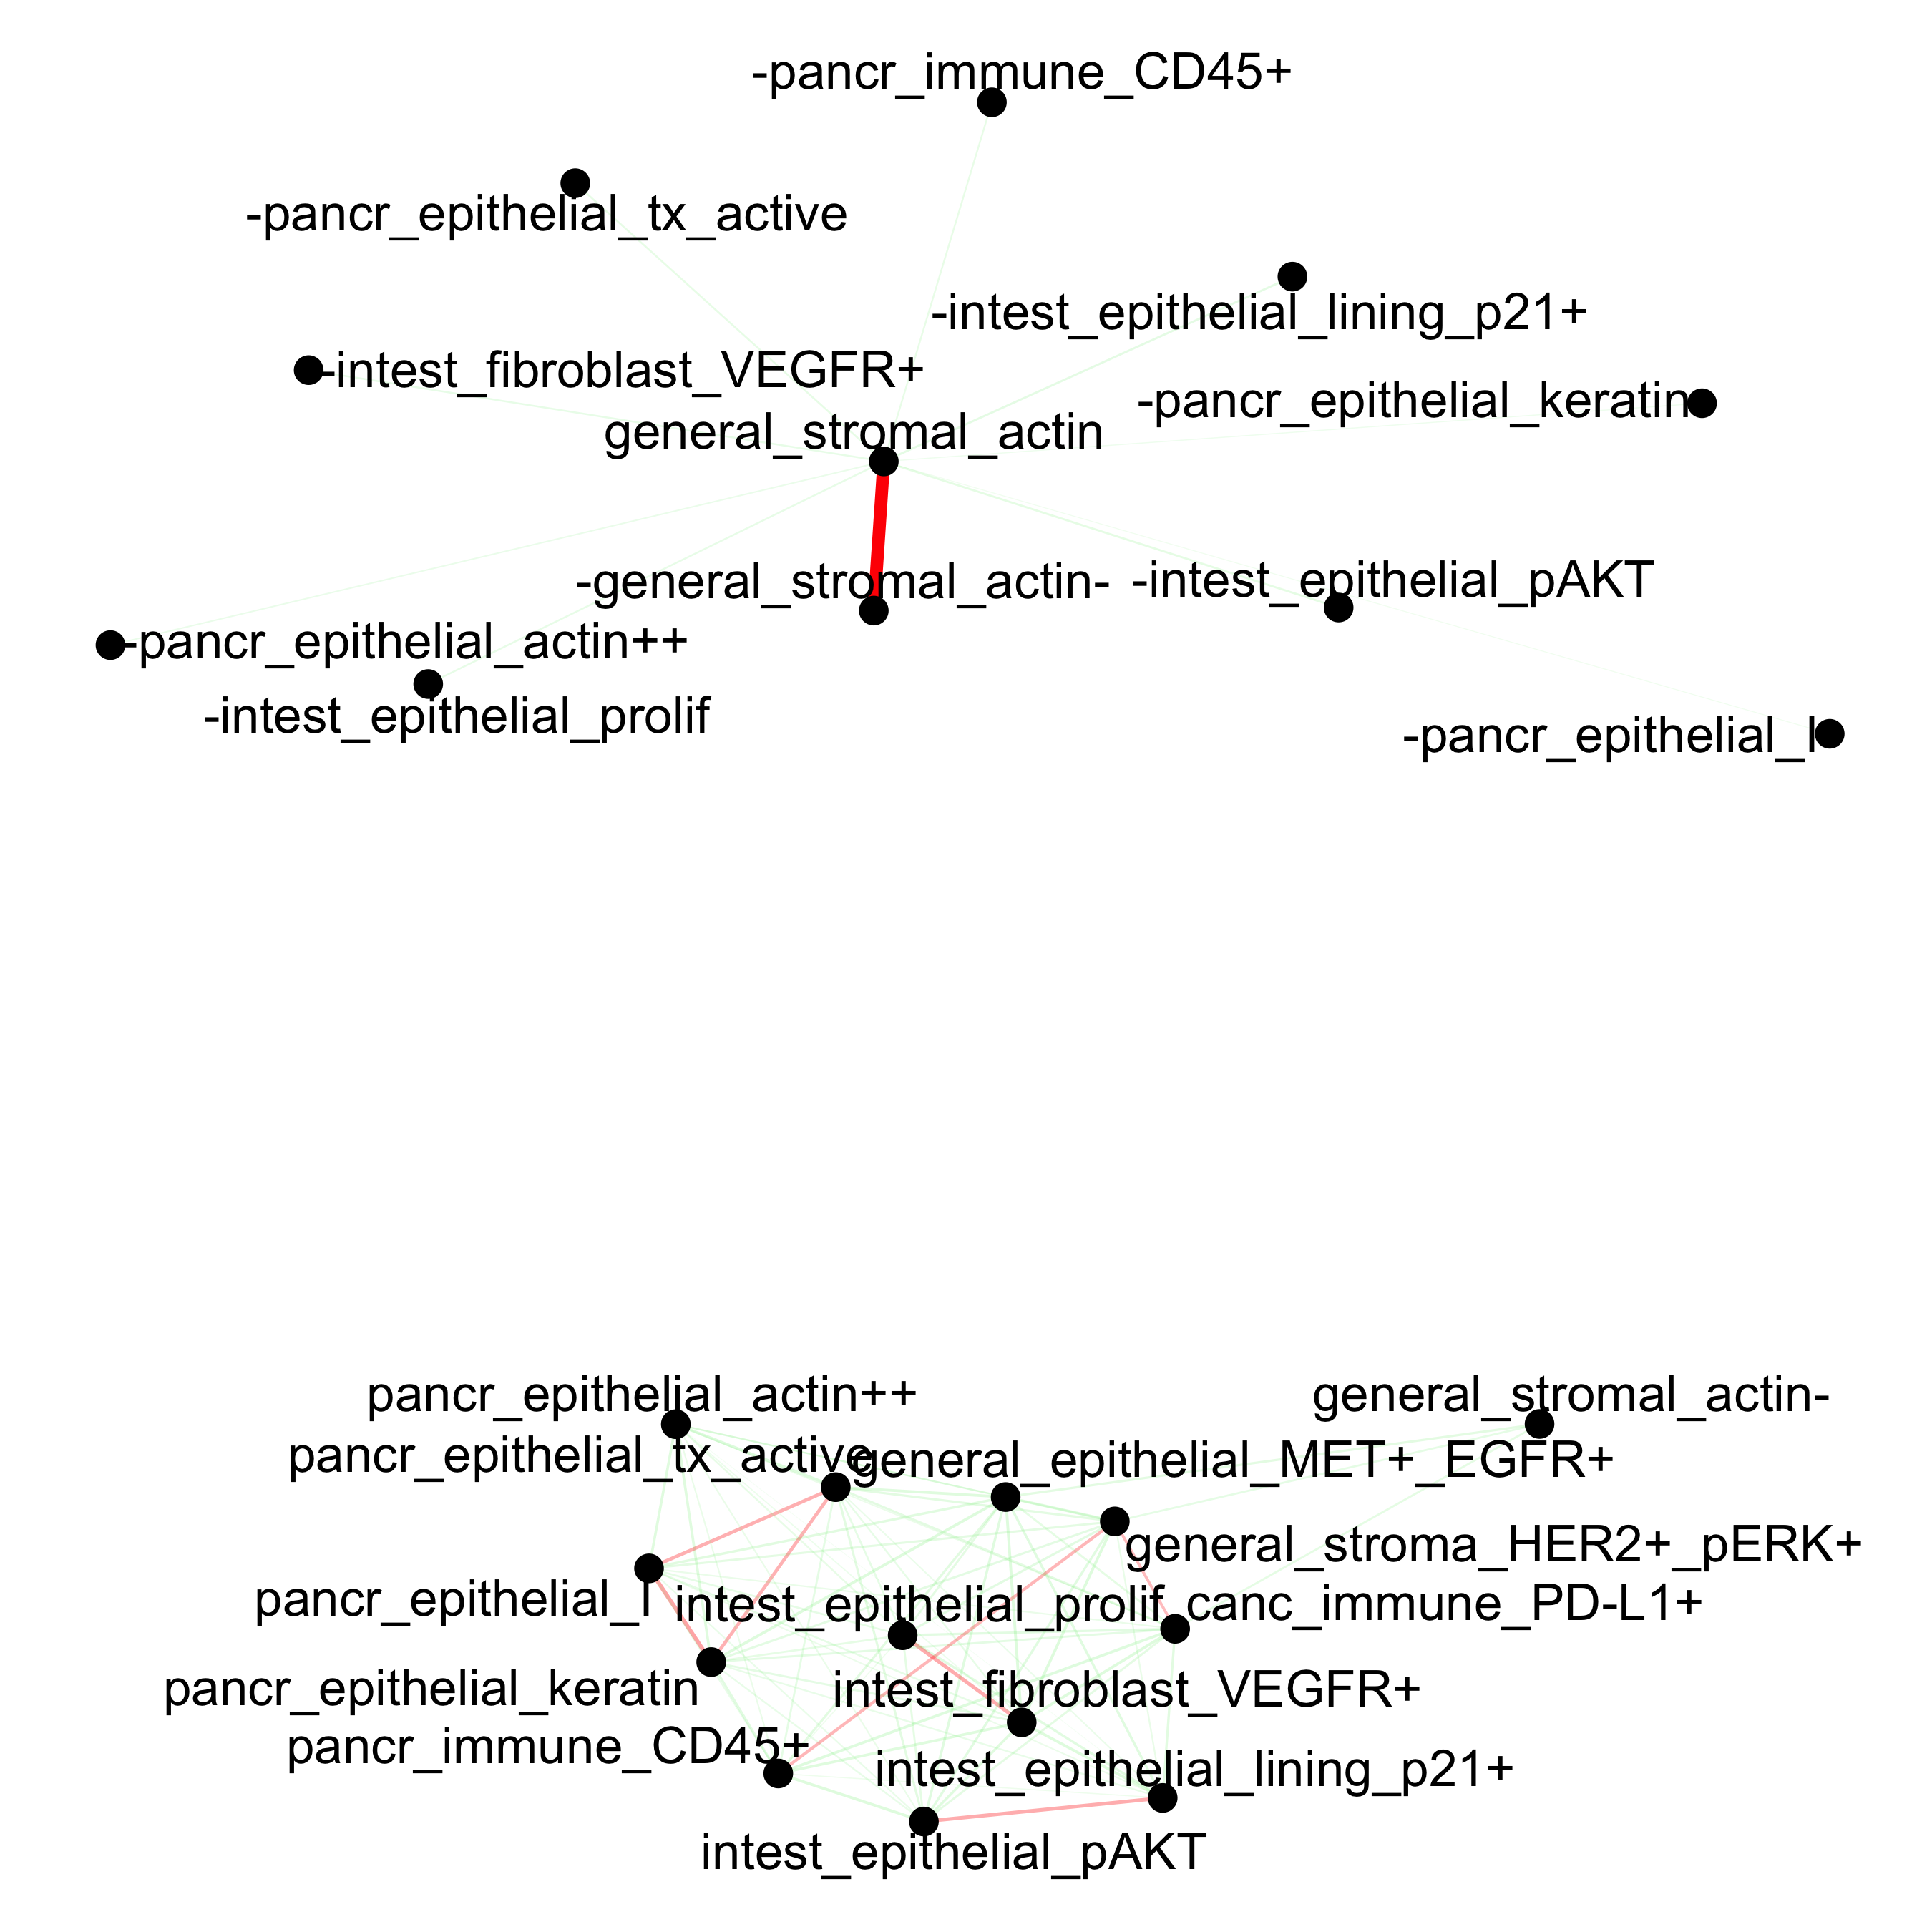 -pancr_immune_CD45+
-pancr_epithelial_tx_active
-intest_epithelial_lining_p21+
-intest_fibroblast_VEGFR+
-pancr_epithelial_keratin
general_stromal_actin
-general_stromal_actin-
-intest_epithelial_pAKT
-pancr_epithelial_actin++
-intest_epithelial_prolif
-pancr_epithelial_l
pancr_epithelial_actin++
general_stromal_actin-
pancr_epithelial_tx_active
general_epithelial_MET+_EGFR+
general_stroma_HER2+_pERK+
pancr_epithelial_l
intest_epithelial_prolif
canc_immune_PD-L1+
pancr_epithelial_keratin
intest_fibroblast_VEGFR+
pancr_immune_CD45+
intest_epithelial_lining_p21+
intest_epithelial_pAKT